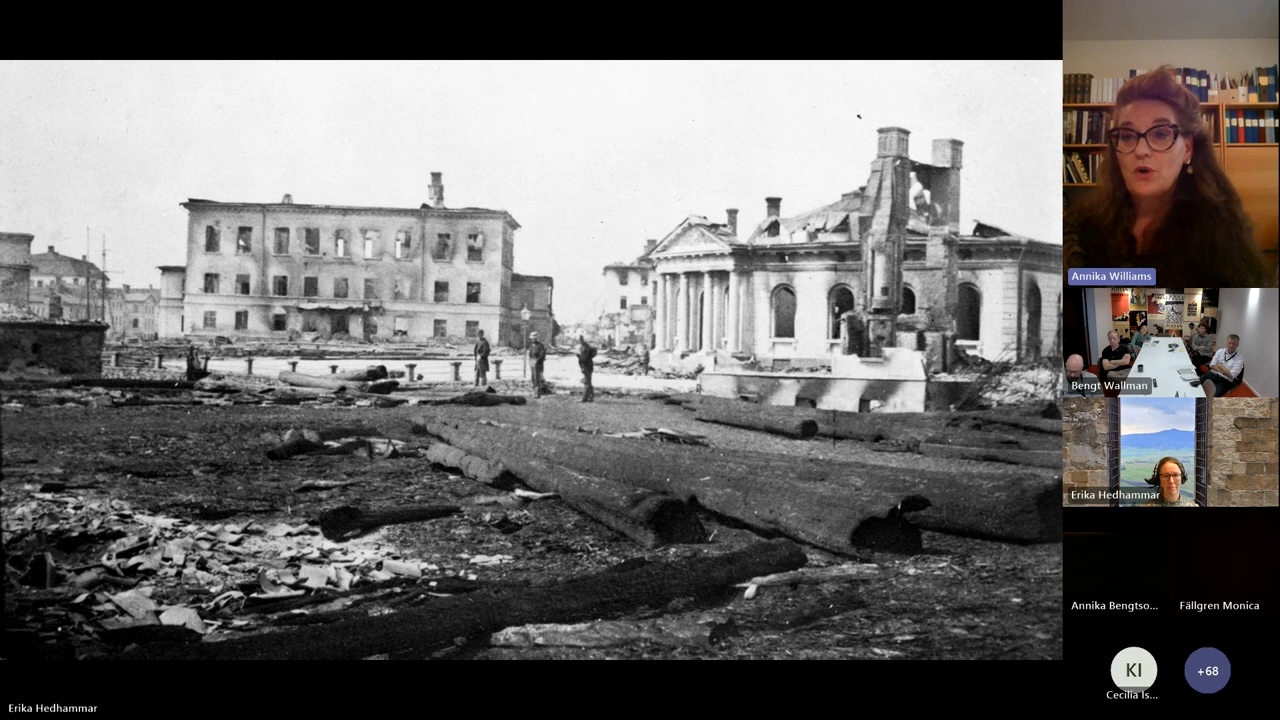 Annika Williams
Bengt Wallman
Erika Hedhammar
Annika Bengtso...
Fällgren Monica
KI
+68
Cecilia Is...
Erika Hedhammar